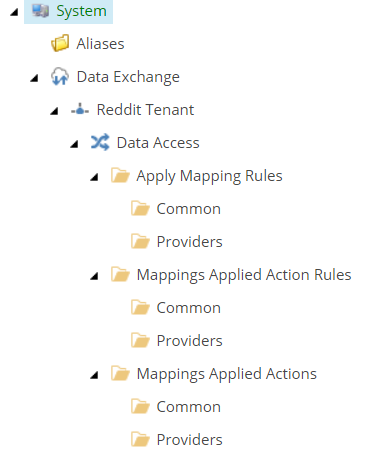 System
Aliases
Data Exchange
Reddit Tenant
Data Access
Apply Mapping Rules
Common
Providers
Mappings Applied Action Rules
Common
Providers
Mappings Applied Actions
Common
Providers